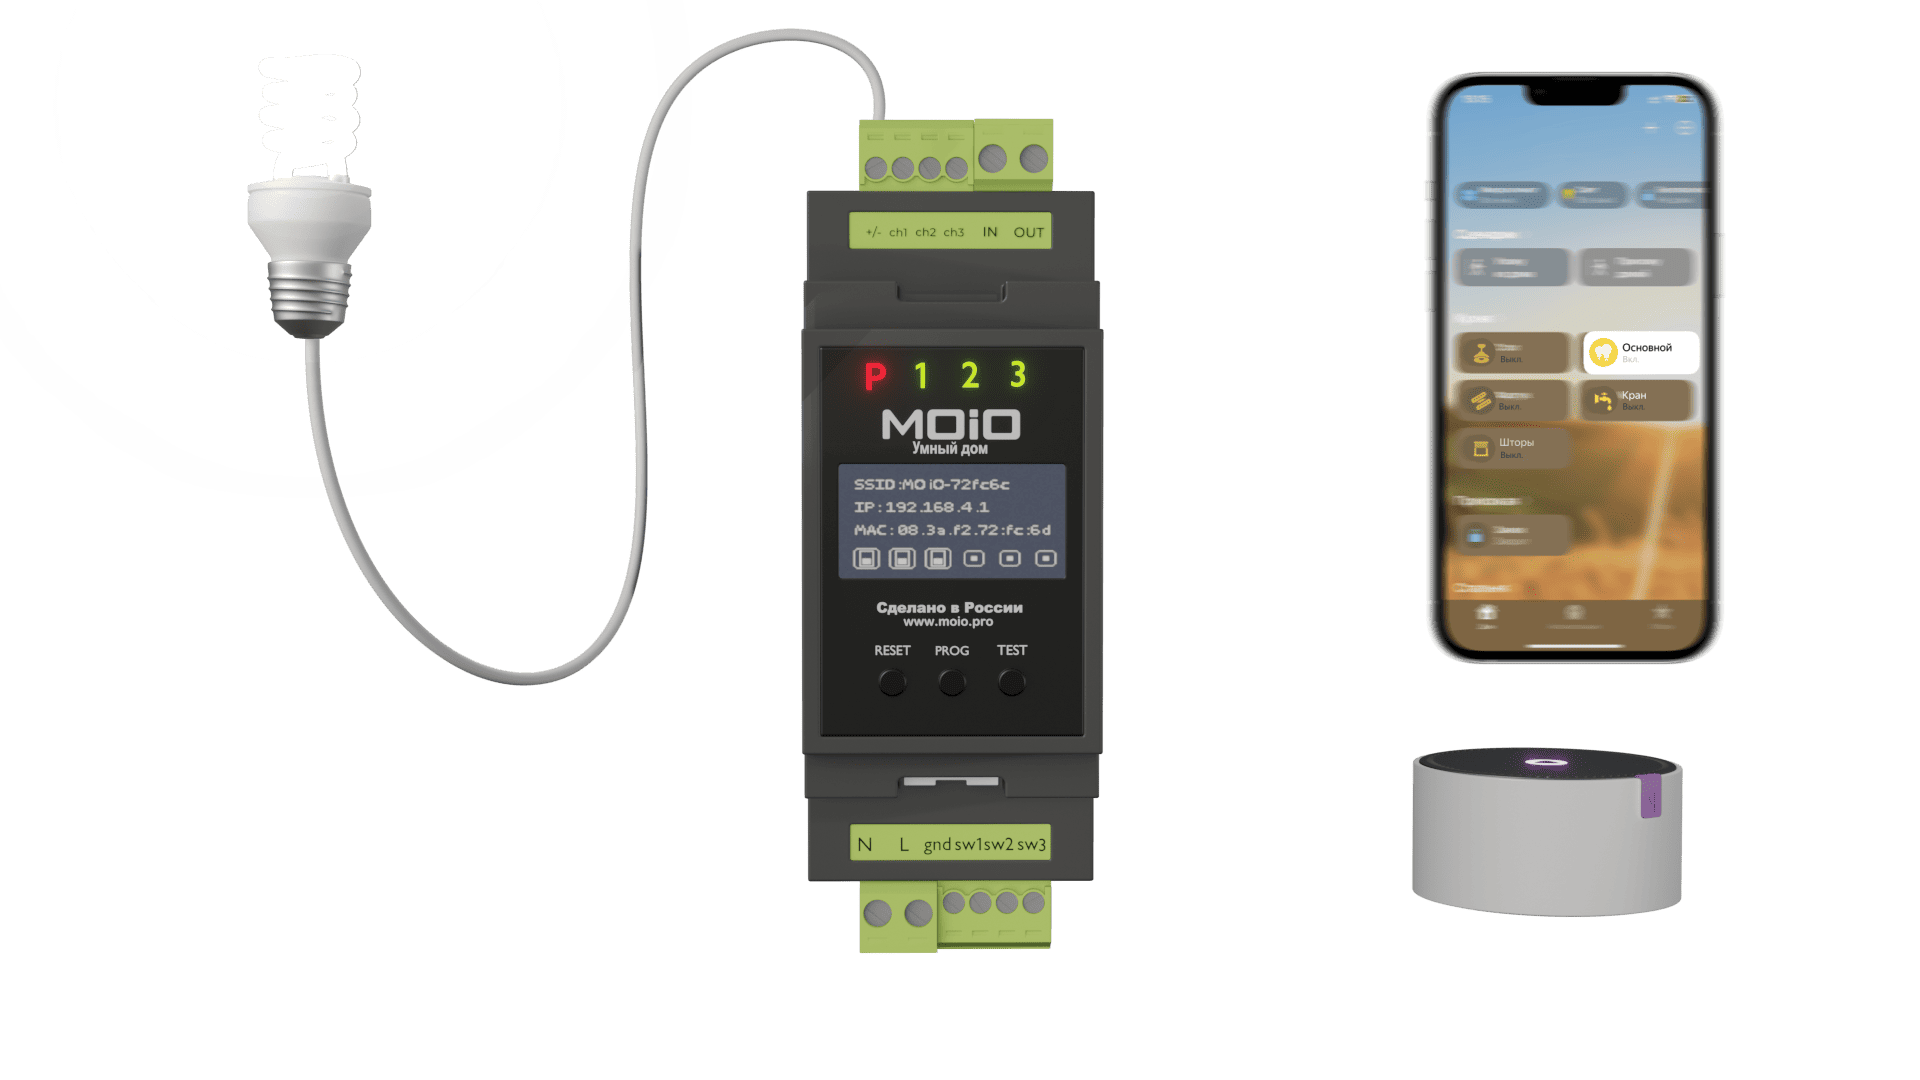 +/- ch1 ch2 ch3 IN OUT
P 1 2 3
MOiO
Умный дом
SSID:MOiO-72fc6c
IP:192.168.4.1
MAC:08.3a.f2.72:fc:6d
Сделано в России
www.moio.pro
RESET PROG TEST
N L gnd sw1 sw2 sw3
Выкл.
Основной
Вкл.
Выкл.
Кран
Выкл.
Шторы
Выкл.